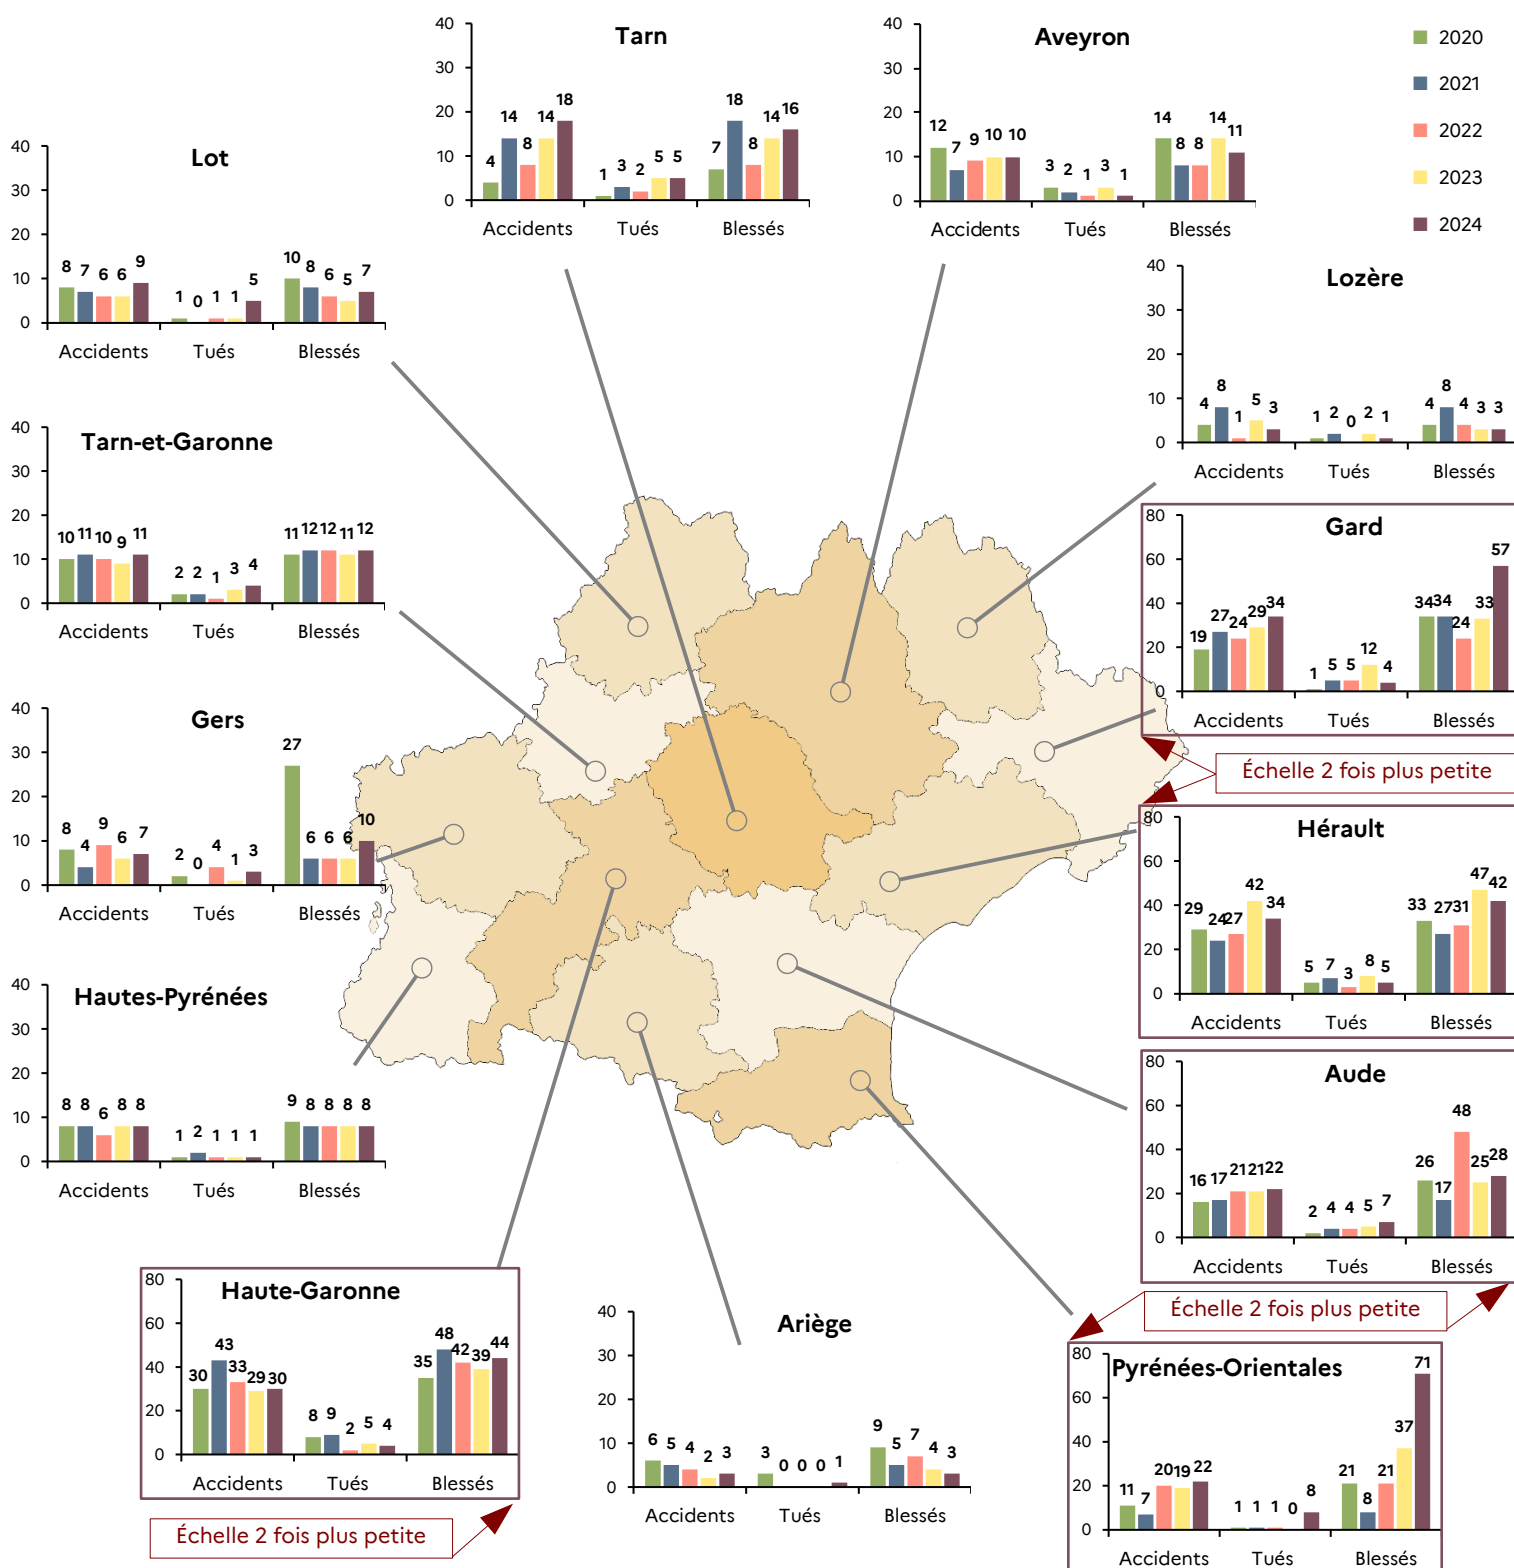 Tarn
40
30
20
10
0
4 14 8 14 18
1 3 2 5 5
7 18 8 14 16
Accidents Tués Blessés
Aveyron
40
30
20
10
0
12 7 9 10 10
3 2 1 3 1
14 8 8 14 11
Accidents Tués Blessés
2020
2021
2022
2023
2024
Lot
40
30
20
10
0
8 7 6 6 9
1 0 1 1 5
10 8 6 5 7
Accidents Tués Blessés
Lozère
40
30
20
10
0
4 8 1 5 3
1 2 0 2 1
4 8 4 3 3
Accidents Tués Blessés
Tarn-et-Garonne
40
30
20
10
0
10 11 10 9 11
2 2 1 3 4
11 12 12 11 12
Accidents Tués Blessés
Gard
80
60
40
20
0
19 27 24 29 34
1 5 5 12 4
34 34 24 33 57
Accidents Tués Blessés
Échelle 2 fois plus petite
Gers
40
30
20
10
0
8 4 9 6 7
2 0 4 1 3
27 6 6 6 10
Accidents Tués Blessés
Hérault
80
60
40
20
0
29 24 27 42 34
5 7 3 8 5
33 27 31 47 42
Accidents Tués Blessés
Hautes-Pyrénées
40
30
20
10
0
8 8 6 8 8
1 2 1 1 1
9 8 8 8 8
Accidents Tués Blessés
Aude
80
60
40
20
0
16 17 21 21 22
2 4 4 5 7
26 17 48 25 28
Accidents Tués Blessés
Échelle 2 fois plus petite
Haute-Garonne
80
60
40
20
0
30 43 33 29 30
8 9 2 5 4
35 48 42 39 44
Accidents Tués Blessés
Échelle 2 fois plus petite
Ariège
40
30
20
10
0
6 5 4 2 3
3 0 0 0 1
9 5 7 4 3
Accidents Tués Blessés
Pyrénées-Orientales
80
60
40
20
0
11 7 20 19 22
1 1 1 0 8
21 8 21 37 71
Accidents Tués Blessés